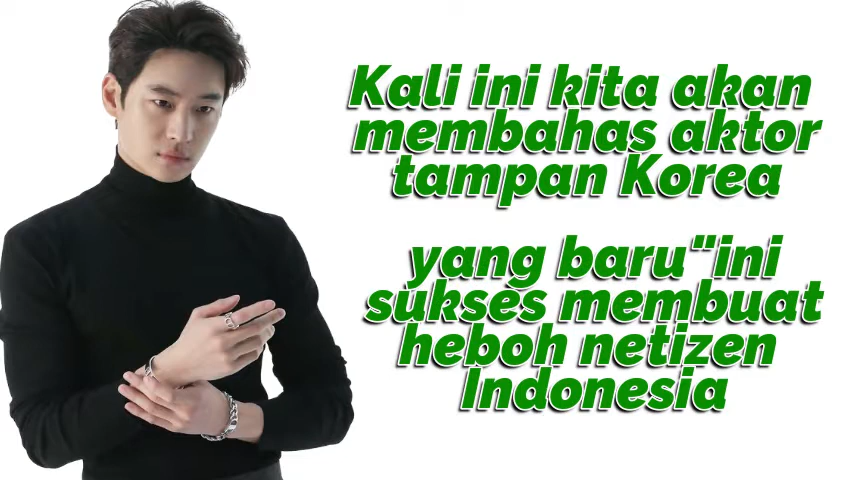 Kali ini kita akan
membahas aktor
tampan Korea
yang baru"ini
sukses membuat
heboh netizen
Indonesia